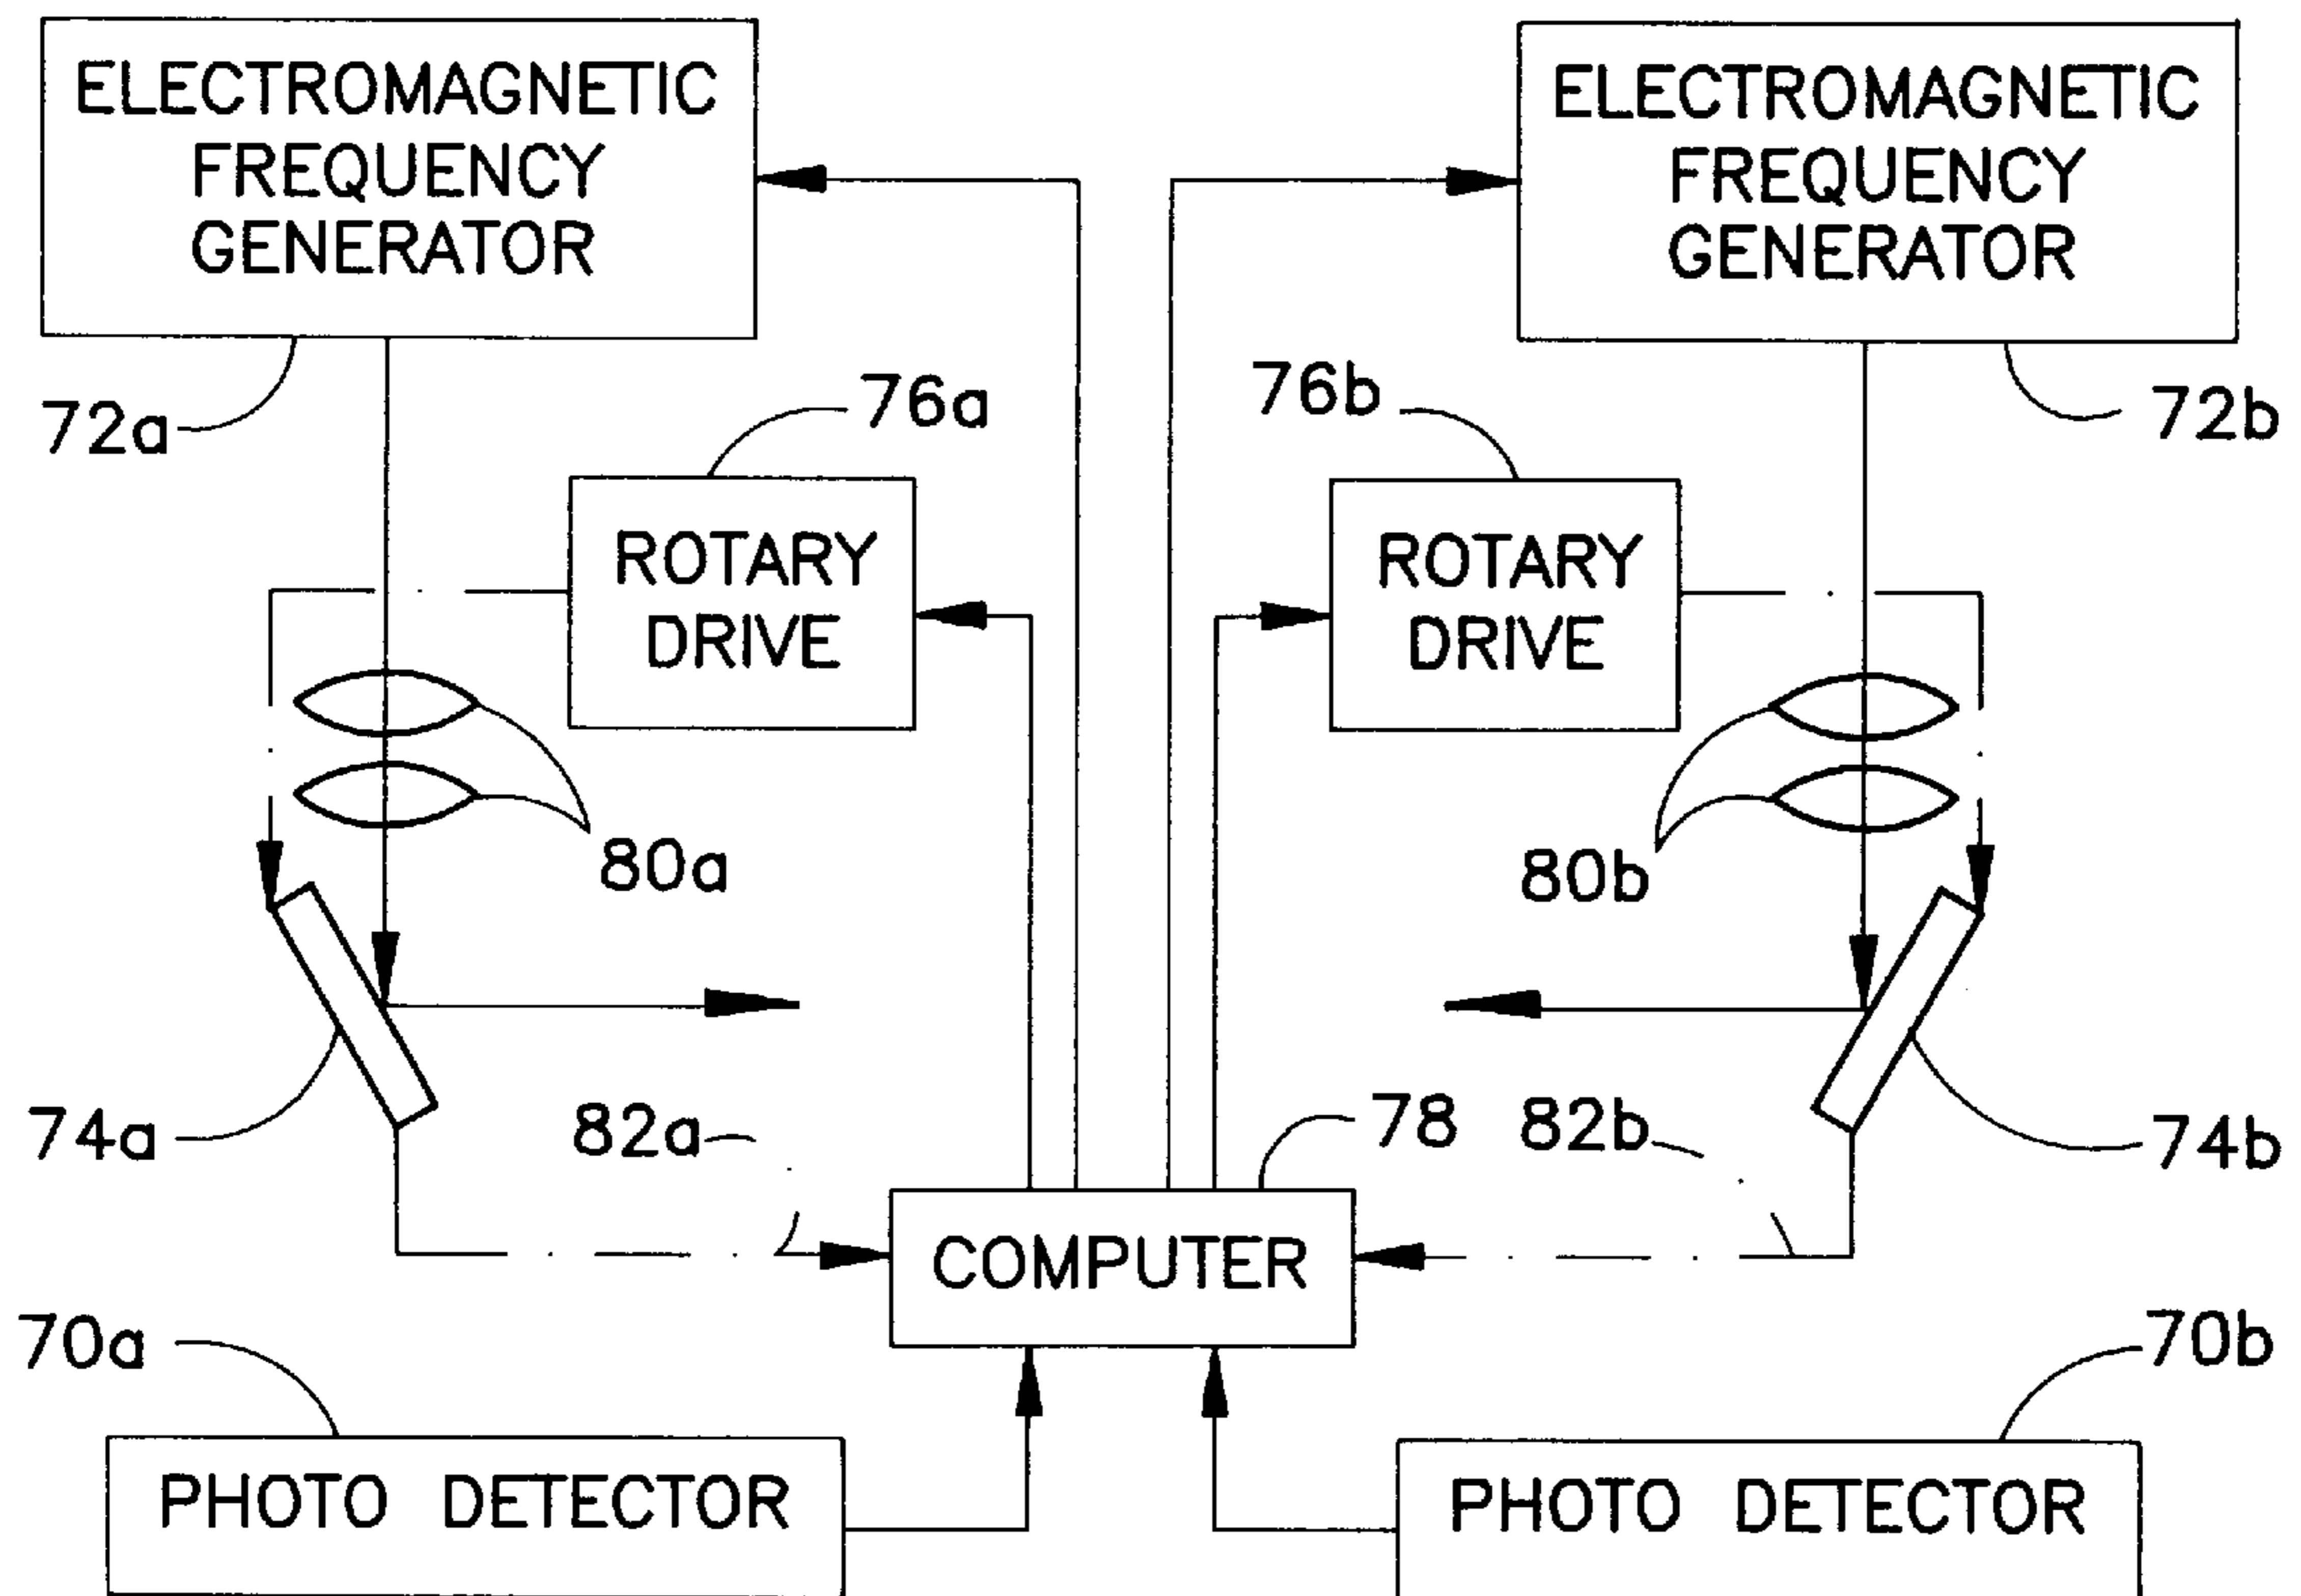 ELECTROMAGNETIC
FREQUENCY
GENERATOR
ELECTROMAGNETIC
FREQUENCY
GENERATOR
72a
76a
76b
72b
ROTARY
DRIVE
ROTARY
DRIVE
80a
80b
74a
82a
78
82b
74b
COMPUTER
70a
70b
PHOTO DETECTOR
PHOTO DETECTOR